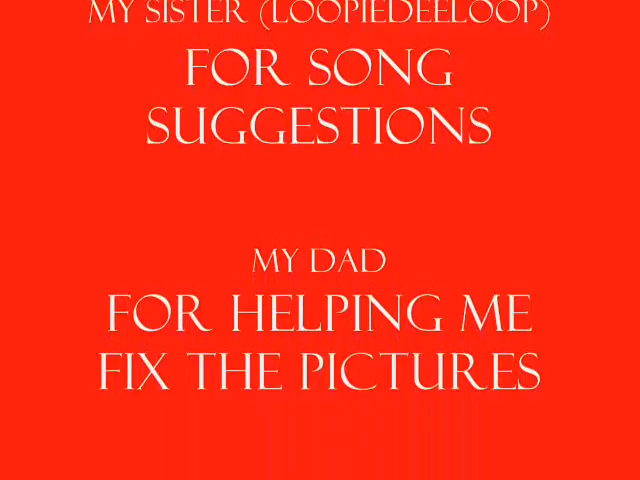 MY SISTER (LOOPIEDEELOOP)
FOR SONG
SUGGESTIONS
MY DAD
FOR HELPING ME
FIX THE PICTURES